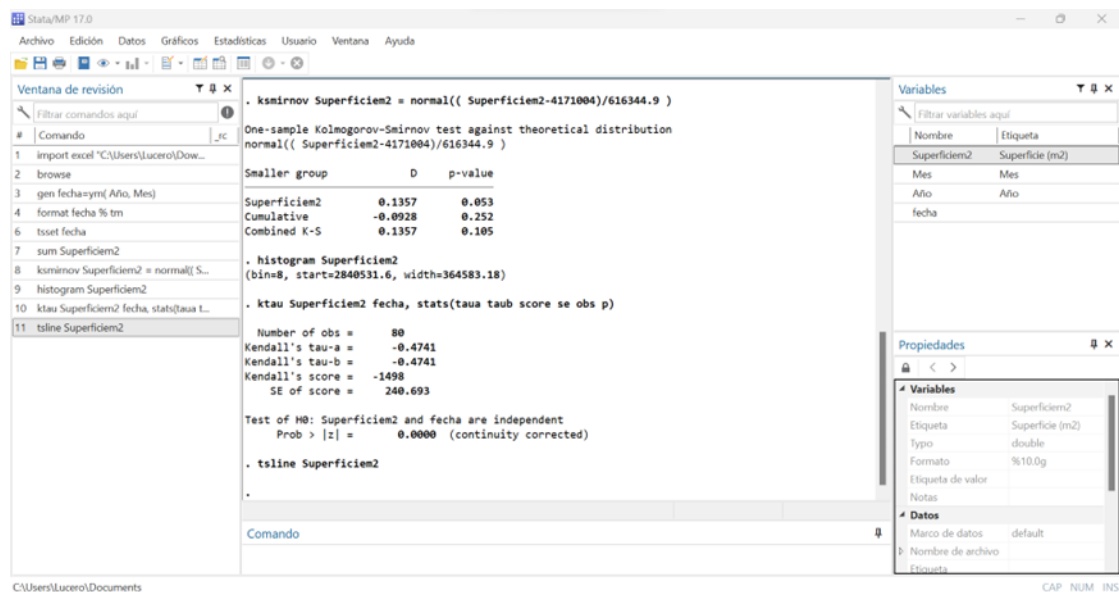 Stata/MP 17.0
Archivo Edición Datos Gráficos Estadísticas Usuario Ventana Ayuda
Ventana de revisión
Filtrar comandos aquí
# Comando _rc
1 import excel "C:\Users\Lucero\Dow...
2 browse
3 gen fecha=ym( Año, Mes)
4 format fecha % tm
6 tsset fecha
7 sum Superficiem2
8 ksmirnov Superficiem2 = normal(( S...
9 histogram Superficiem2
10 ktau Superficiem2 fecha, stats(taua t...
11 tsline Superficiem2
. ksmirnov Superficiem2 = normal(( Superficiem2-4171004)/616344.9 )
One-sample Kolmogorov-Smirnov test against theoretical distribution
normal(( Superficiem2-4171004)/616344.9 )
Smaller group D p-value
Superficiem2 0.1357 0.053
Cumulative -0.0928 0.252
Combined K-S 0.1357 0.105
. histogram Superficiem2
(bin=8, start=2840531.6, width=364583.18)
. ktau Superficiem2 fecha, stats(taua taub score se obs p)
Number of obs = 80
Kendall's tau-a = -0.4741
Kendall's tau-b = -0.4741
Kendall's score = -1498
SE of score = 240.693
Test of H0: Superficiem2 and fecha are independent
Prob > |z| = 0.0000 (continuity corrected)
. tsline Superficiem2
.
Comando
Variables
Filtrar variables aquí
Nombre Etiqueta
Superficiem2 Superficie (m2)
Mes Mes
Año Año
fecha
Propiedades
Variables
Nombre Superficiem2
Etiqueta Superficie (m2)
Typo double
Formato %10.0g
Etiqueta de valor
Notas
Datos
Marco de datos default
Nombre de archivo
Etiqueta
C:\Users\Lucero\Documents
CAP NUM INS